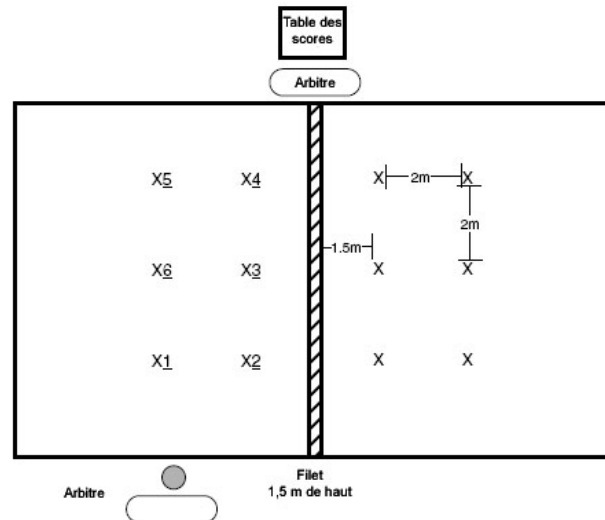 Table des
scores
Arbitre
X5 X4 X 2m X
2m
X6 X3 1.5m X X
X1 X2 X X
Filet
1,5 m de haut
Arbitre